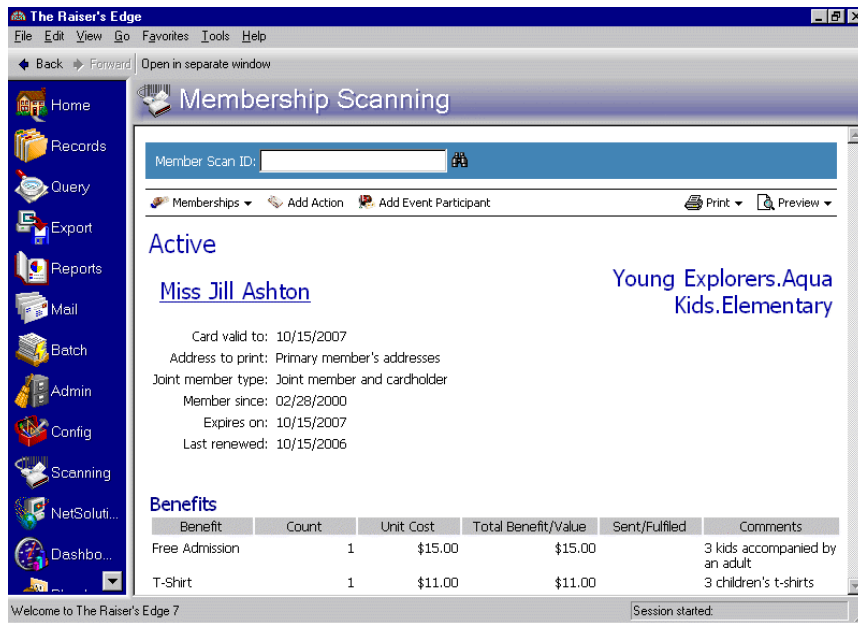 The Raiser's Edge
File Edit View Go Favorites Tools Help
Back Forward Open in separate window
Home
Records
Query
Export
Reports
Mail
Batch
Admin
Config
Scanning
NetSoluti...
Dashbo...
Membership Scanning
Member Scan ID:
Memberships Add Action Add Event Participant Print Preview
Active
Miss Jill Ashton
Young Explorers.Aqua
Kids.Elementary
Card valid to: 10/15/2007
Address to print: Primary member's addresses
Joint member type: Joint member and cardholder
Member since: 02/28/2000
Expires on: 10/15/2007
Last renewed: 10/15/2006
Benefits
Benefit Count Unit Cost Total Benefit/Value Sent/Fulfilled Comments
Free Admission 1 $15.00 $15.00 3 kids accompanied by
an adult
T-Shirt 1 $11.00 $11.00 3 children's t-shirts
Welcome to The Raiser's Edge 7 Session started: